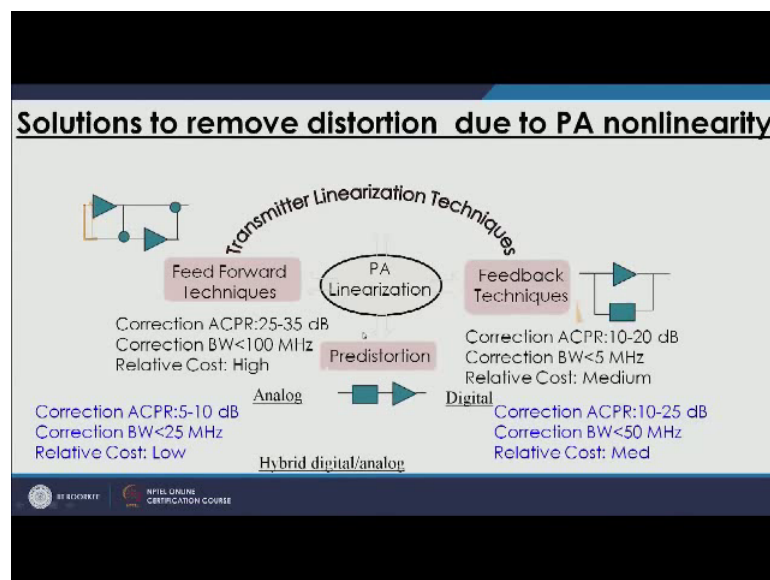 Solutions to remove distortion due to PA nonlinearity
Transmitter Linearization Techniques
Feed Forward
Techniques
PA
Linearization
Feedback
Techniques
Correction ACPR:25-35 dB
Correction BW<100 MHz
Relative Cost: High
Correction ACPR:10-20 dB
Correction BW<5 MHz
Relative Cost: Medium
Predistortion
Analog
Digital
Correction ACPR:5-10 dB
Correction BW<25 MHz
Relative Cost: Low
Correction ACPR:10-25 dB
Correction BW<50 MHz
Relative Cost: Med
Hybrid digital/analog
IIT ROORKEE
NPTEL ONLINE
CERTIFICATION COURSE